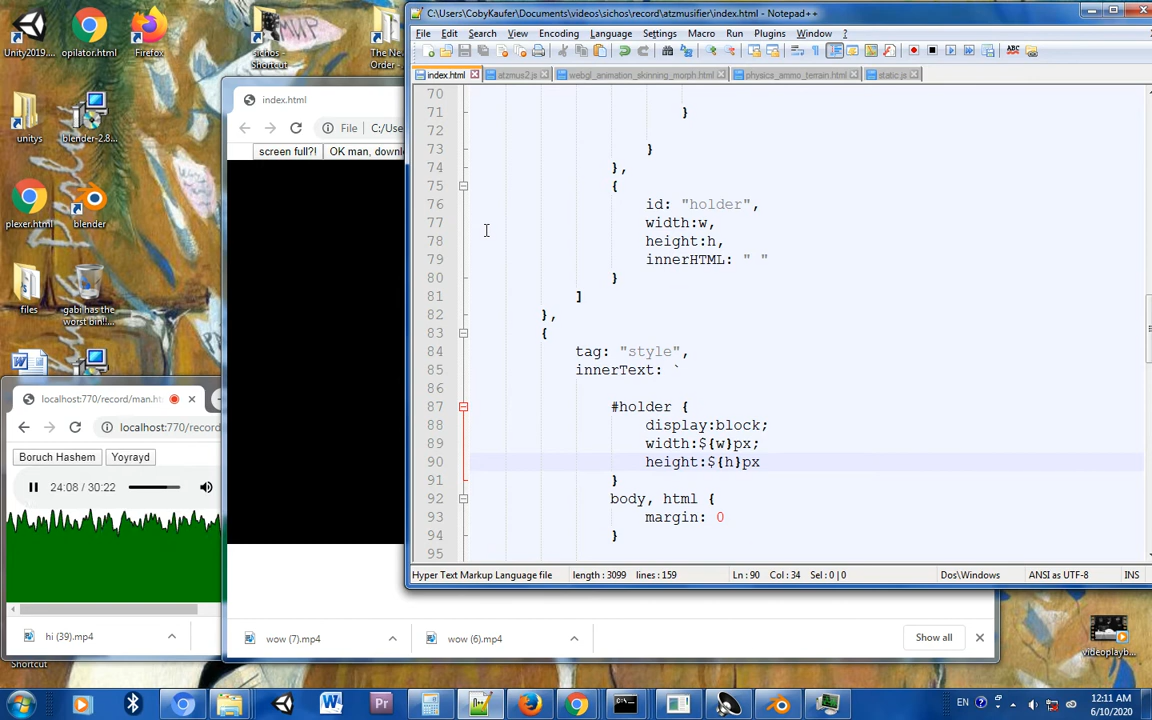 Unity2019....
opilator.html
Firefox
sichos -
Shortcut
The New
Order -...
unitys
blender-2.8...
plexer.html
blender
files
gabi has the
worst bin!!...
C:\Users\CobyKaufer\Documents\videos\sichos\record\atzmusifier\index.html - Notepad++
File Edit Search View Encoding Language Settings Macro Run Plugins Window ?
index.html atzmus2.js webgl_animation_skinning_morph.html physics_ammo_terrain.html static.js
index.html
File C:/Use
screen full?! OK man, downl
70
71 }
72
73 }
74 },
75 {
76 id: "holder",
77 width:w,
78 height:h,
79 innerHTML: " "
80 }
81 ]
82 },
83 {
84 tag: "style",
85 innerText: `
86
87 #holder {
88 display:block;
89 width:${w}px;
90 height:${h}px
91 }
92 body, html {
93 margin: 0
94 }
95
Hyper Text Markup Language file length : 3099 lines : 159 Ln : 90 Col : 34 Sel : 0 | 0 Dos\Windows ANSI as UTF-8 INS
localhost:770/record/man.ht
localhost:770/record
Boruch Hashem Yoyrayd
24:08 / 30:22
hi (39).mp4
wow (7).mp4 wow (6).mp4 Show all
Shortcut
videoplayb...
EN
12:11 AM
6/10/2020